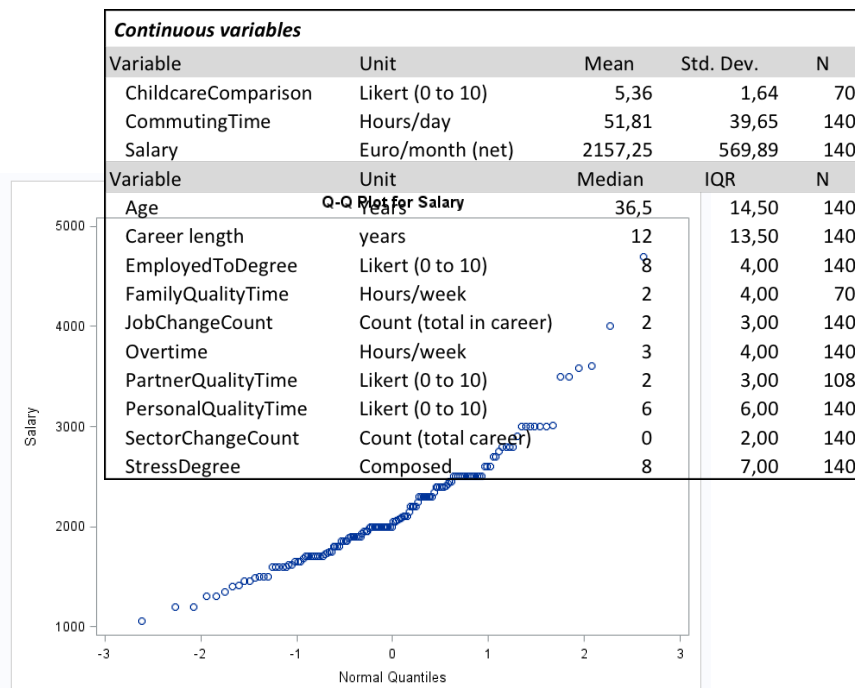 Continuous variables
Variable Unit Mean Std. Dev. N
ChildcareComparison Likert (0 to 10) 5,36 1,64 70
CommutingTime Hours/day 51,81 39,65 140
Salary Euro/month (net) 2157,25 569,89 140
Variable Unit Median IQR N
Q-Q Plot for Salary
Age Years 36,5 14,50 140
Career length years 12 13,50 140
EmployedToDegree Likert (0 to 10) 8 4,00 140
FamilyQualityTime Hours/week 2 4,00 70
JobChangeCount Count (total in career) 2 3,00 140
Overtime Hours/week 3 4,00 140
PartnerQualityTime Likert (0 to 10) 2 3,00 108
PersonalQualityTime Likert (0 to 10) 6 6,00 140
SectorChangeCount Count (total career) 0 2,00 140
StressDegree Composed 8 7,00 140
5000
4000
3000
2000
1000
Salary
-3 -2 -1 0 1 2 3
Normal Quantiles